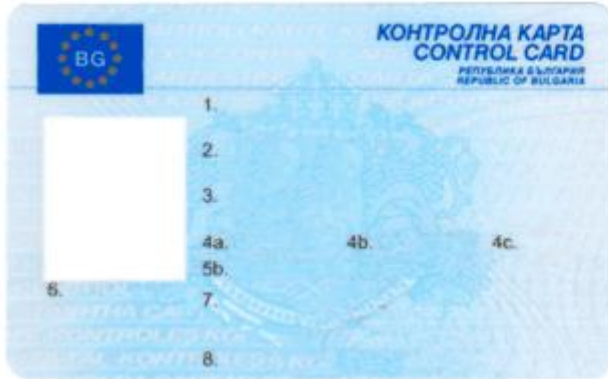 BG
КОНТРОЛНА КАРТА
CONTROL CARD
РЕПУБЛИКА БЪЛГАРИЯ
REPUBLIC OF BULGARIA
1.
2.
3.
4a. 4b. 4c.
5b.
6.
7.
8.